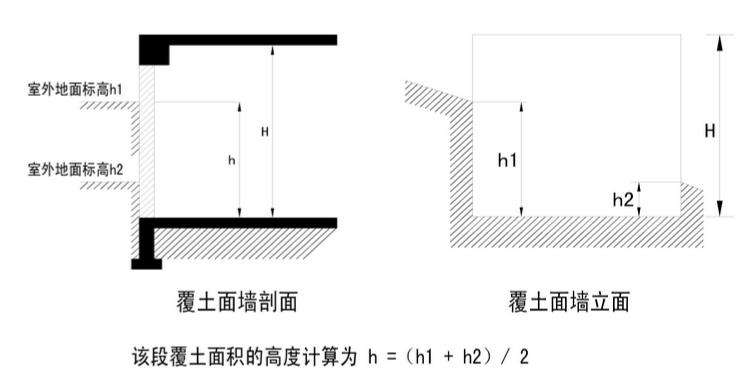 室外地面标高h1
室外地面标高h2
h
H
h1
h2
H
覆土面墙剖面
覆土面墙立面
该段覆土面积的高度计算为 h =(h1 + h2)/ 2